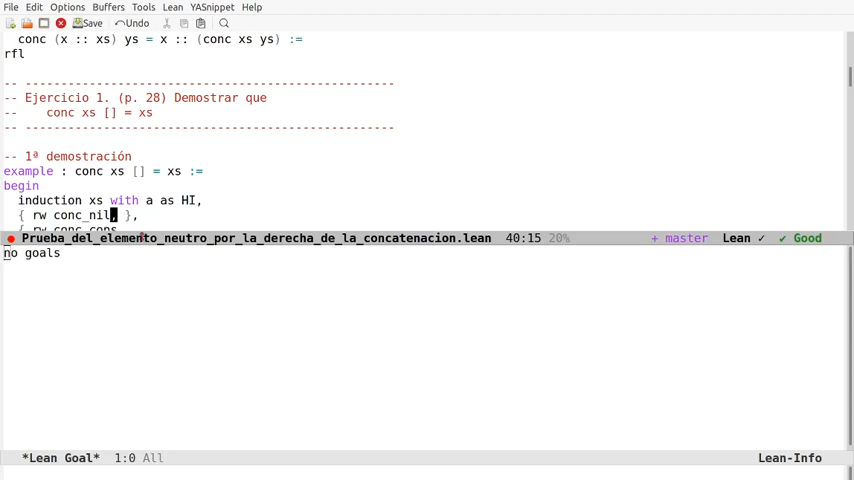 File Edit Options Buffers Tools Lean YASnippet Help
Save Undo
conc (x :: xs) ys = x :: (conc xs ys) :=
rfl
-- ---------------------------------------------------
-- Ejercicio 1. (p. 28) Demostrar que
--    conc xs [] = xs
-- ---------------------------------------------------
-- 1ª demostración
example : conc xs [] = xs :=
begin
  induction xs with a as HI,
  { rw conc_nil, },
  { rw conc_cons,
Prueba_del_elemento_neutro_por_la_derecha_de_la_concatenacion.lean 40:15 20% + master Lean ✓ ✔ Good
no goals
*Lean Goal* 1:0 All Lean-Info